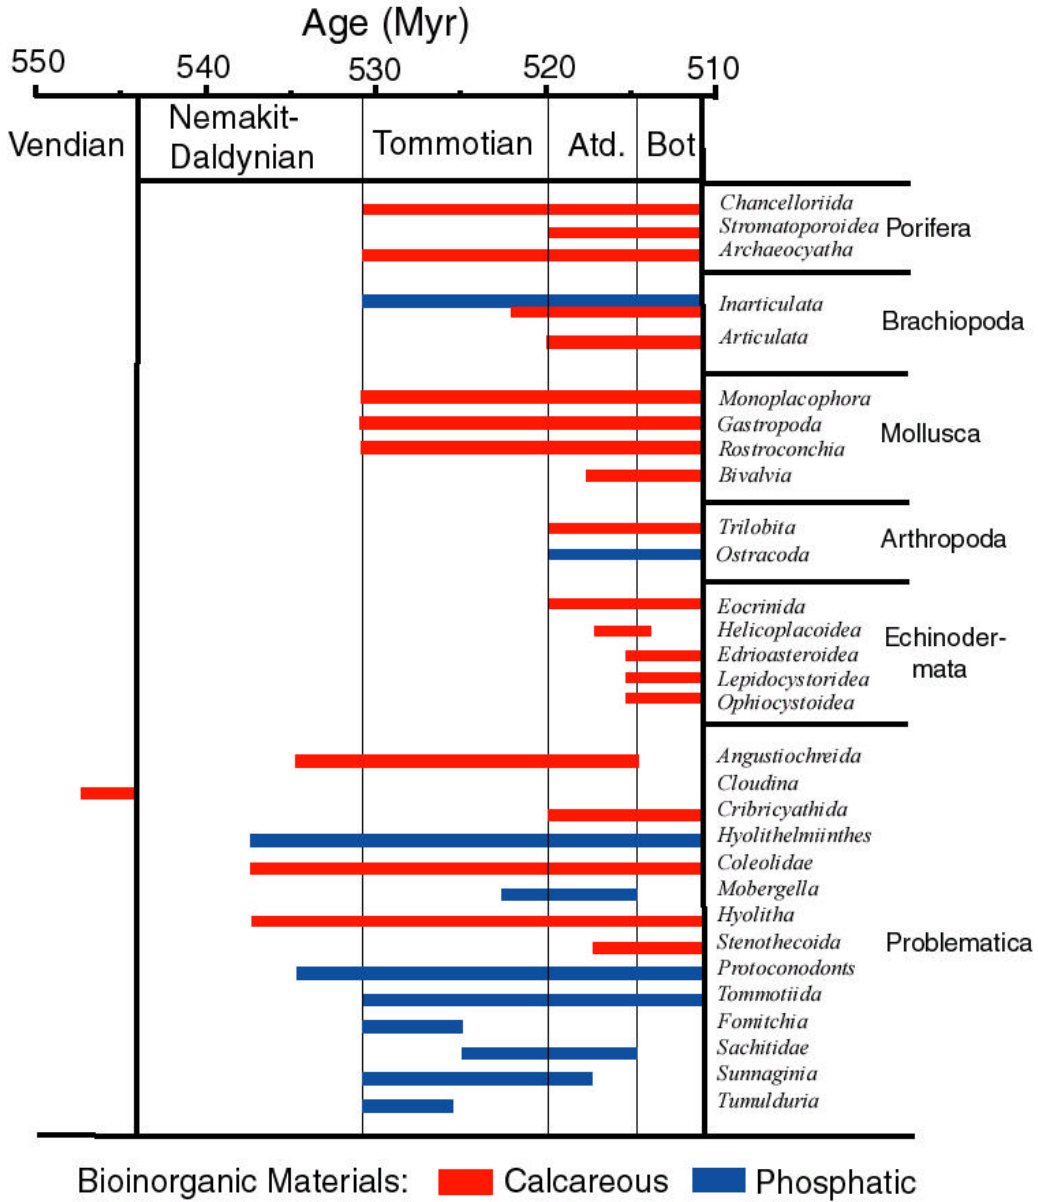 Age (Myr)
550 540 530 520 510
Vendian
Nemakit-
Daldynian
Tommotian
Atd.
Bot
Chancelloriida
Stromatoporoidea
Archaeocyatha
Porifera
Inarticulata
Articulata
Brachiopoda
Monoplacophora
Gastropoda
Rostroconchia
Bivalvia
Mollusca
Trilobita
Ostracoda
Arthropoda
Eocrinida
Helicoplacoidea
Edrioasteroidea
Lepidocystoridea
Ophiocystoidea
Echinoder-
mata
Angustiochreida
Cloudina
Cribricyathida
Hyolithelmiinthes
Coleolidae
Mobergella
Hyolitha
Stenothecoida
Protoconodonts
Tommotiida
Fomitchia
Sachitidae
Sunnaginia
Tumulduria
Problematica
Bioinorganic Materials: Calcareous Phosphatic